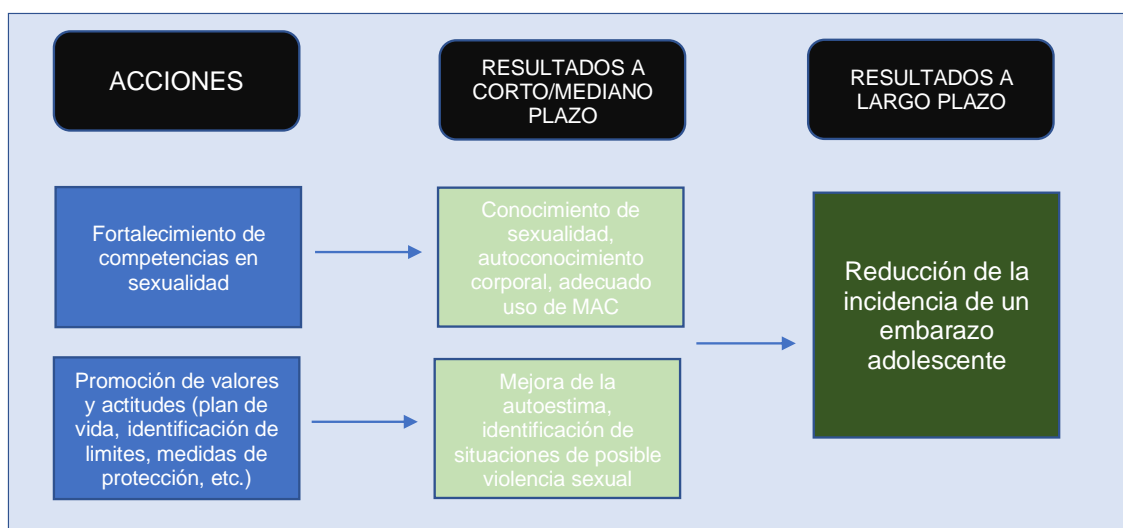 ACCIONES
RESULTADOS A
CORTO/MEDIANO
PLAZO
RESULTADOS A
LARGO PLAZO
Fortalecimiento de
competencias en
sexualidad
Conocimiento de
sexualidad,
autoconocimiento
corporal, adecuado
uso de MAC
Reducción de la
incidencia de un
embarazo
adolescente
Promoción de valores
y actitudes (plan de
vida, identificación de
limites, medidas de
protección, etc.)
Mejora de la
autoestima,
identificación de
situaciones de posible
violencia sexual